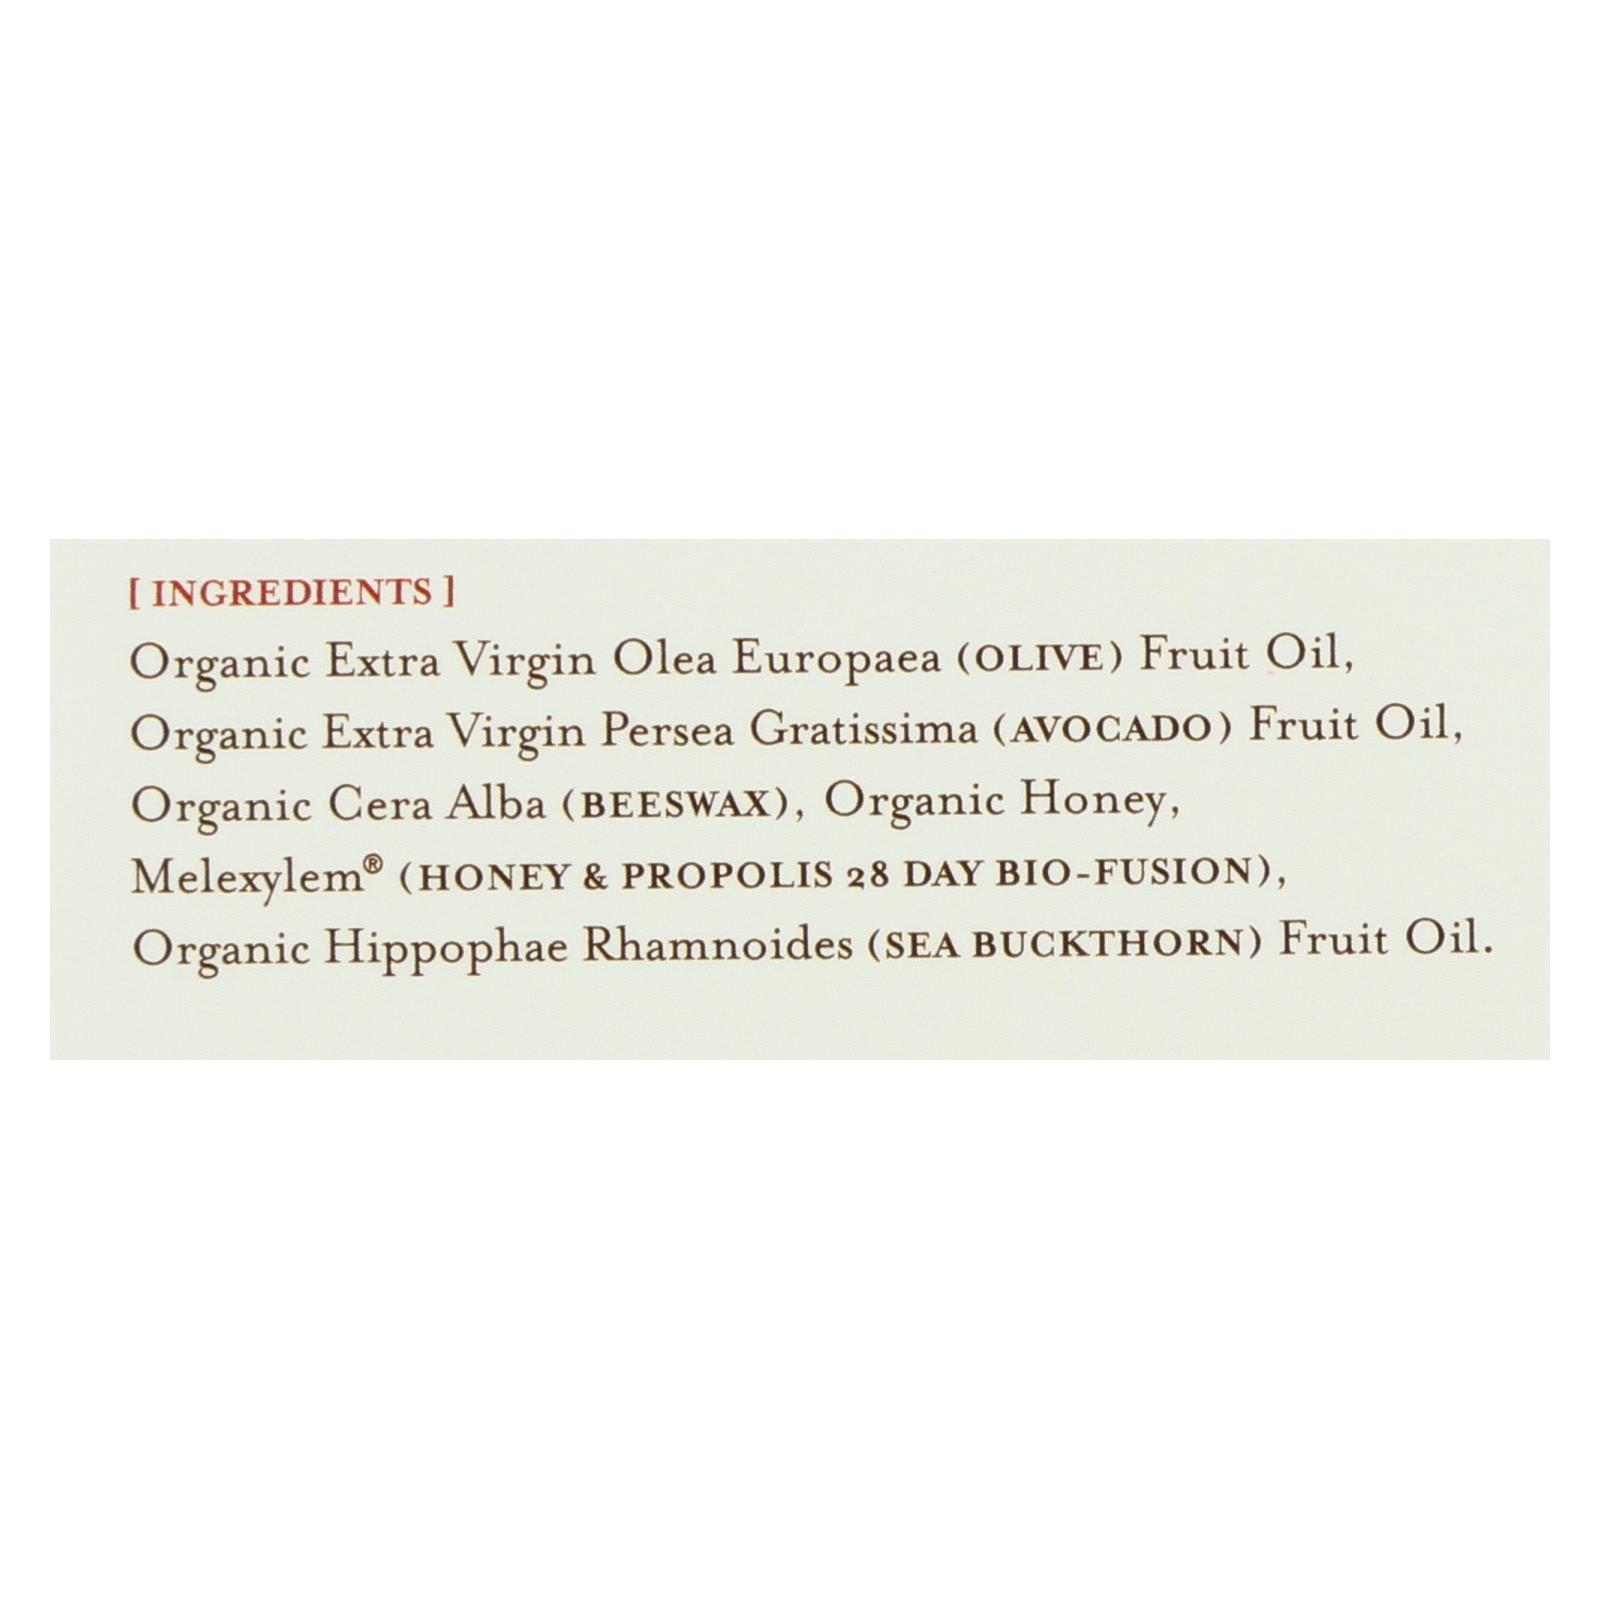 [ INGREDIENTS ]
Organic Extra Virgin Olea Europaea (OLIVE) Fruit Oil,
Organic Extra Virgin Persea Gratissima (AVOCADO) Fruit Oil,
Organic Cera Alba (BEESWAX), Organic Honey,
Melexylem® (HONEY & PROPOLIS 28 DAY BIO-FUSION),
Organic Hippophae Rhamnoides (SEA BUCKTHORN) Fruit Oil.